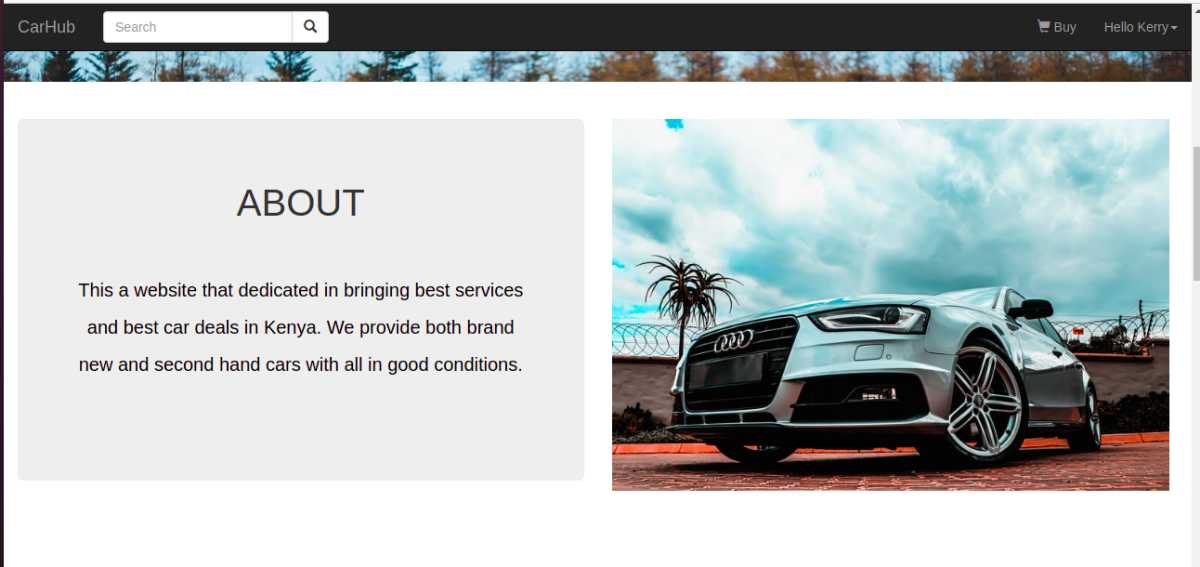 CarHub
Search
Buy
Hello Kerry
ABOUT
This a website that dedicated in bringing best services
and best car deals in Kenya. We provide both brand
new and second hand cars with all in good conditions.